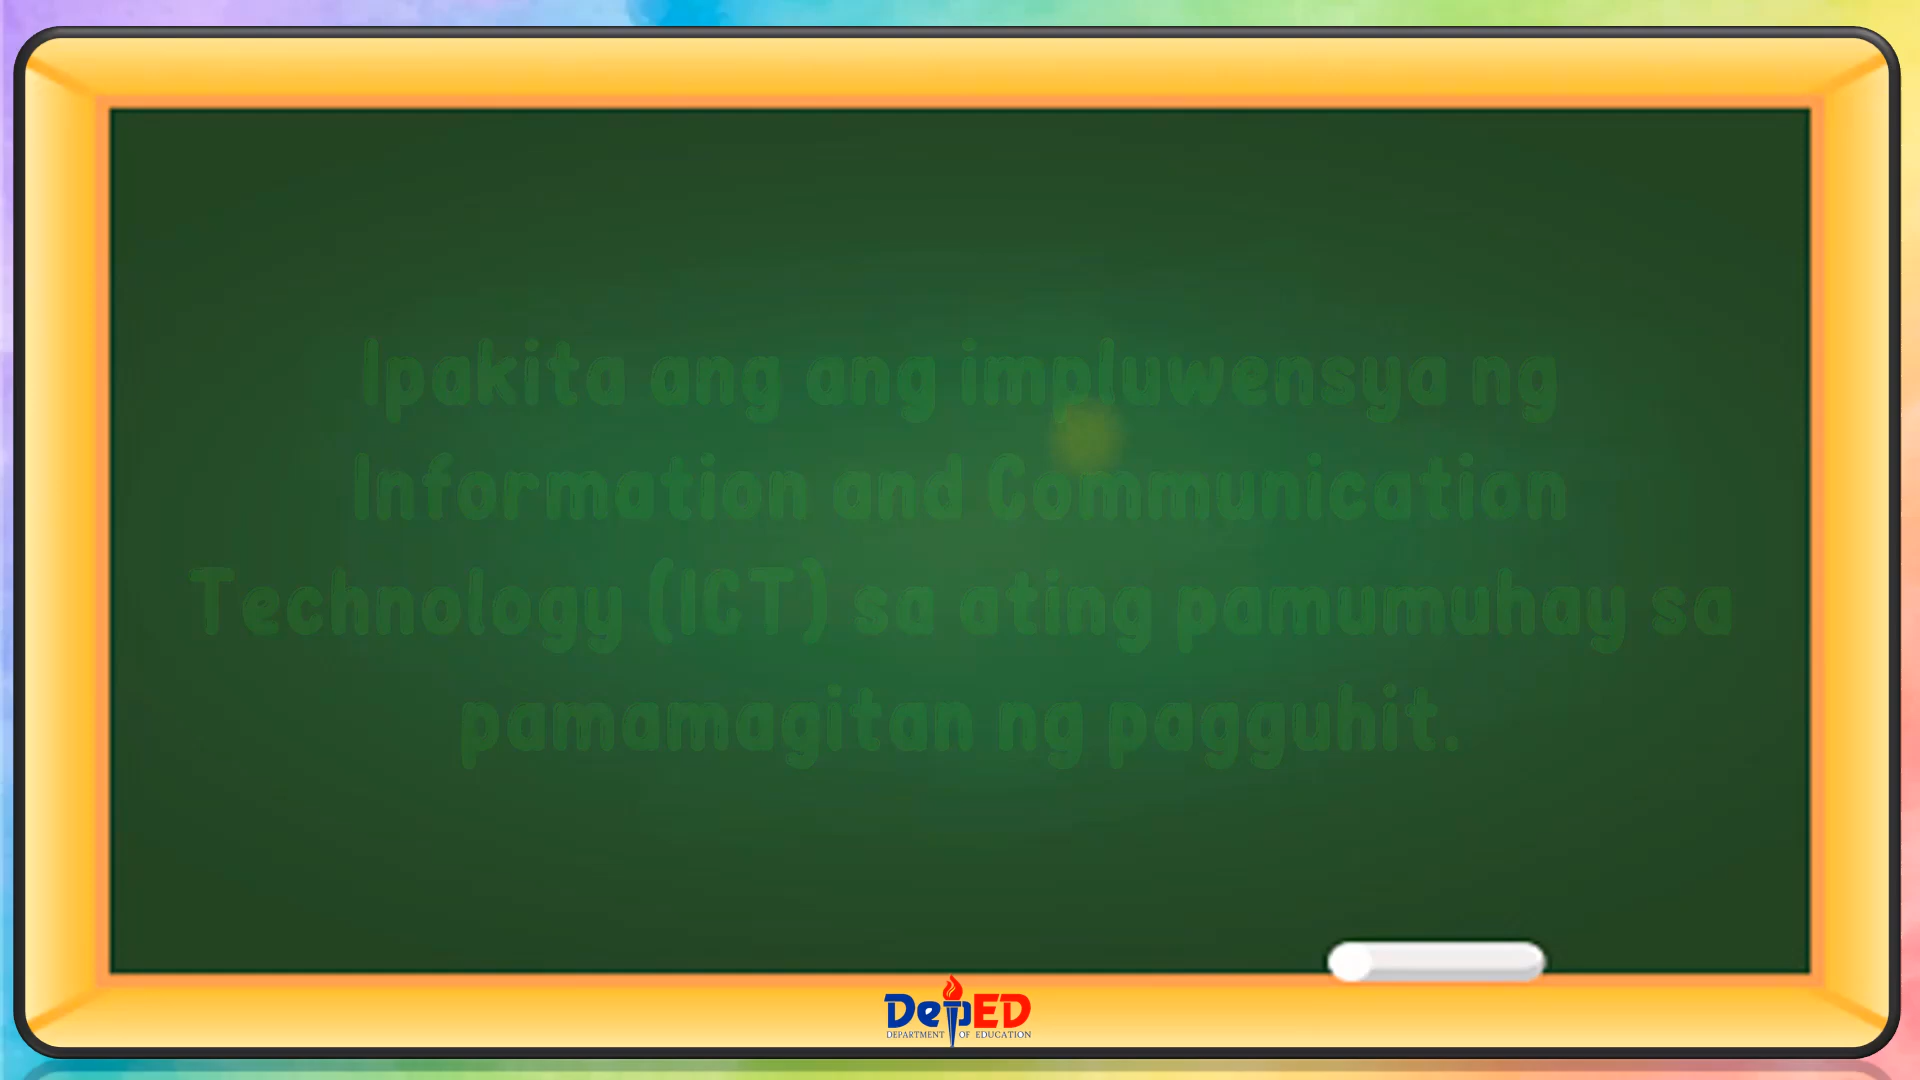 Ipakita ang ang impluwensya ng
Information and Communication
Technology (ICT) sa ating pamumuhay sa
pamamagitan ng pagguhit.
DepED
DEPARTMENT OF EDUCATION